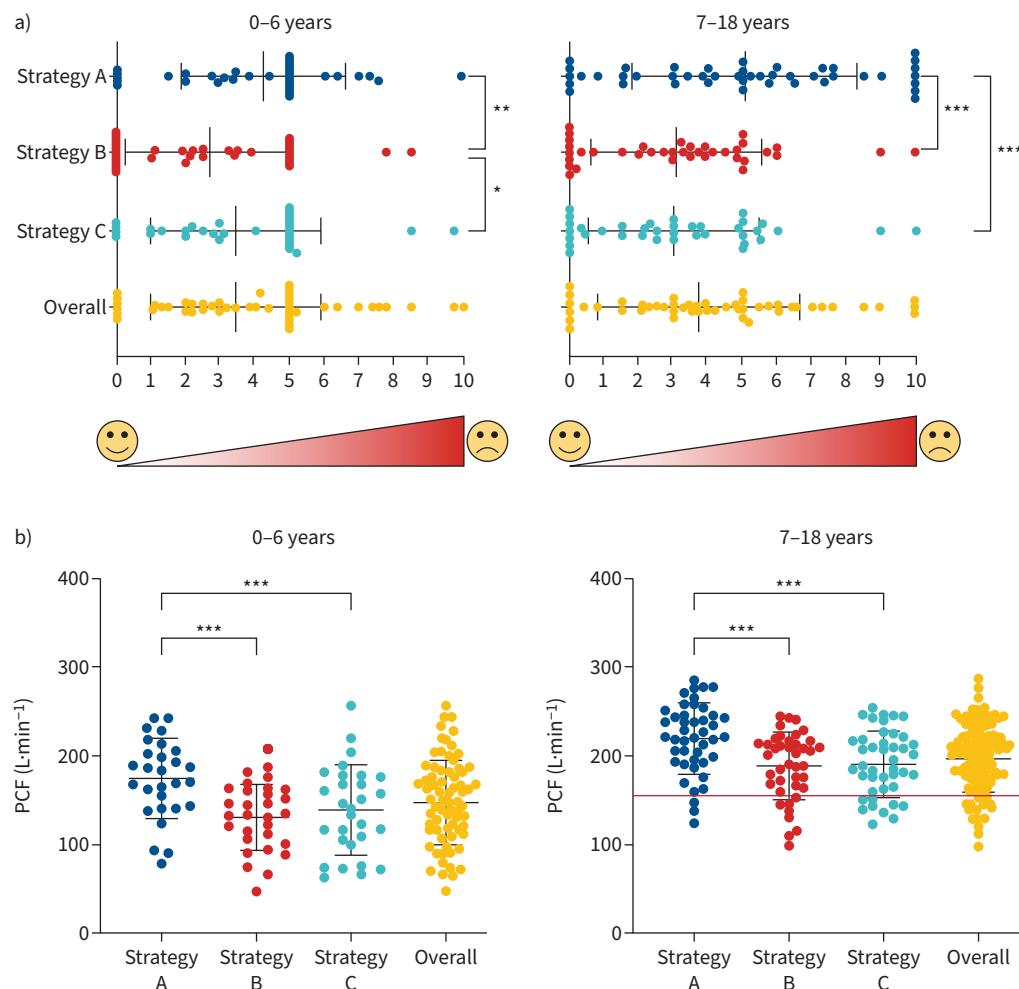 a)
0–6 years
7–18 years
Strategy A
Strategy B
Strategy C
Overall
**
*
***
***
0 1 2 3 4 5 6 7 8 9 10
0 1 2 3 4 5 6 7 8 9 10
b)
0–6 years
7–18 years
PCF (L·min⁻¹)
400
300
200
100
0
***
***
Strategy A
Strategy B
Strategy C
Overall
PCF (L·min⁻¹)
400
300
200
100
0
***
***
Strategy A
Strategy B
Strategy C
Overall